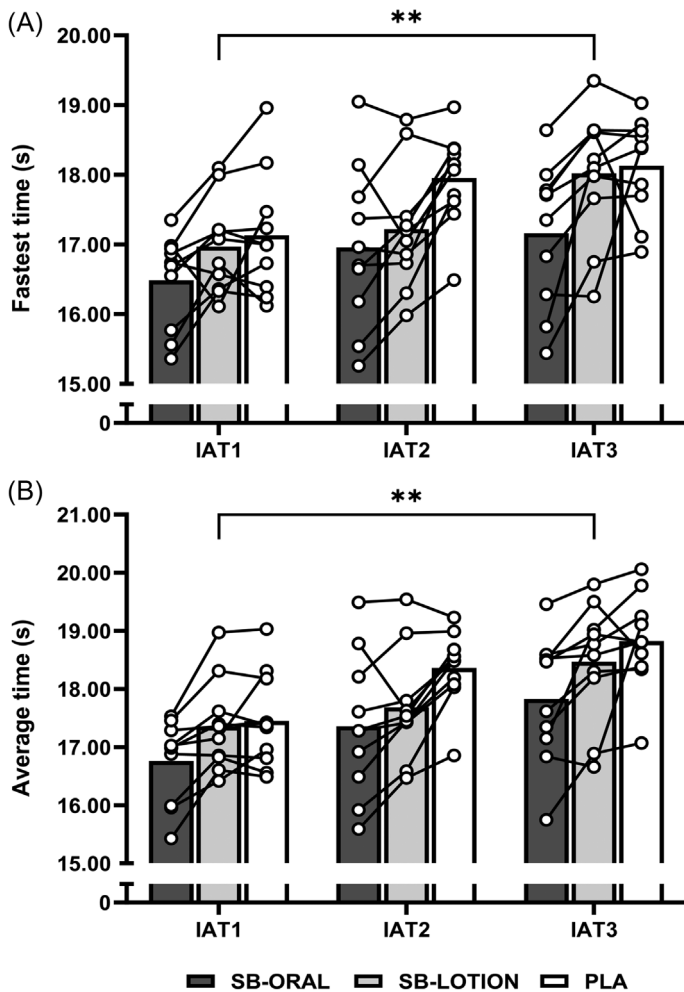 (A)
**
20.00
19.00
18.00
17.00
16.00
15.00
0
Fastest time (s)
IAT1 IAT2 IAT3
(B)
**
21.00
20.00
19.00
18.00
17.00
16.00
15.00
0
Average time (s)
IAT1 IAT2 IAT3
SB-ORAL SB-LOTION PLA